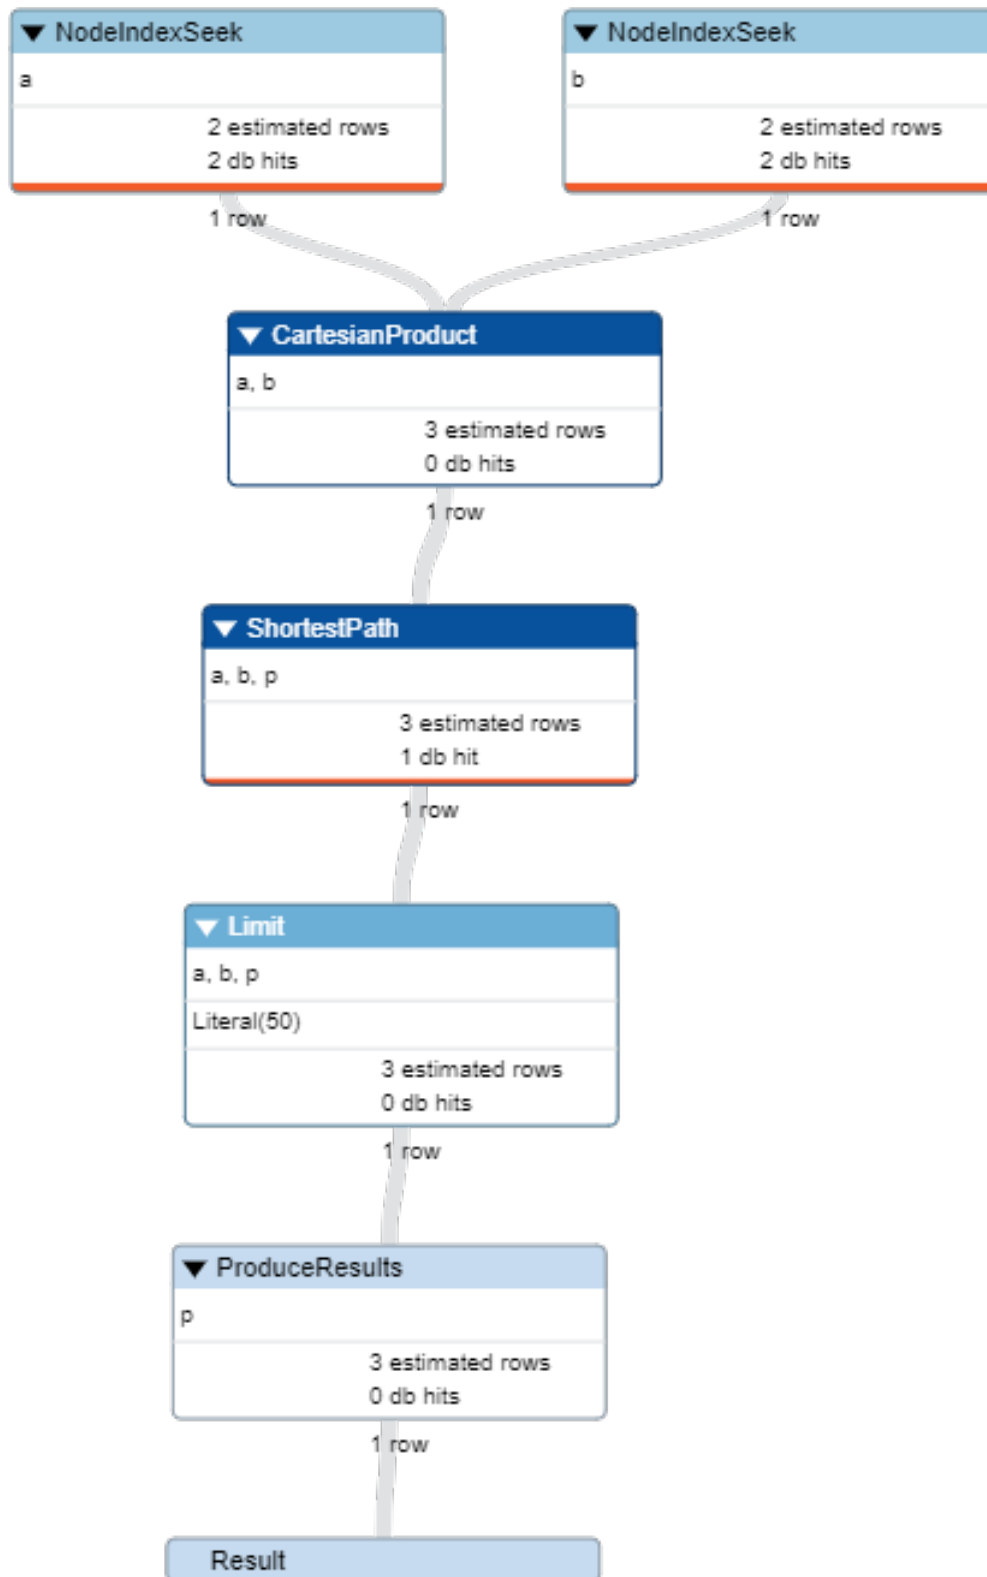 NodeIndexSeek
a
2 estimated rows
2 db hits
1 row
NodeIndexSeek
b
2 estimated rows
2 db hits
1 row
CartesianProduct
a, b
3 estimated rows
0 db hits
1 row
ShortestPath
a, b, p
3 estimated rows
1 db hit
1 row
Limit
a, b, p
Literal(50)
3 estimated rows
0 db hits
1 row
ProduceResults
p
3 estimated rows
0 db hits
1 row
Result